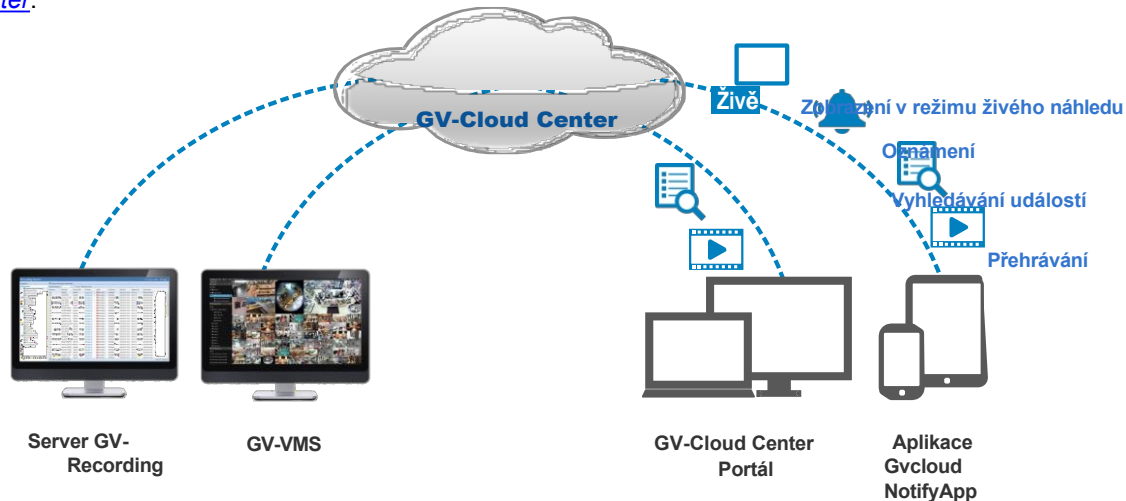 ter.
GV-Cloud Center
Živě
Zobrazení v režimu živého náhledu
Oznámení
Vyhledávání událostí
Přehrávání
Server GV-
Recording
GV-VMS
GV-Cloud Center
Portál
Aplikace
Gvcloud
NotifyApp